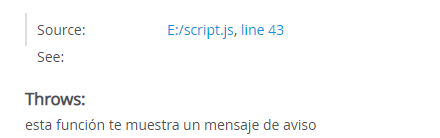 Source: E:/script.js, line 43
See:
Throws:
esta función te muestra un mensaje de aviso